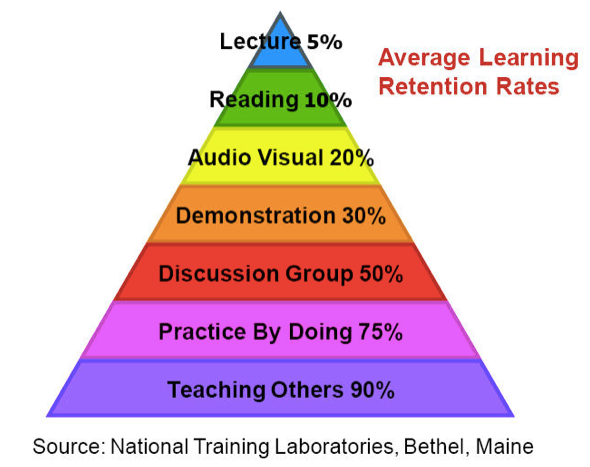 Lecture 5%
Average Learning
Retention Rates
Reading 10%
Audio Visual 20%
Demonstration 30%
Discussion Group 50%
Practice By Doing 75%
Teaching Others 90%
Source: National Training Laboratories, Bethel, Maine